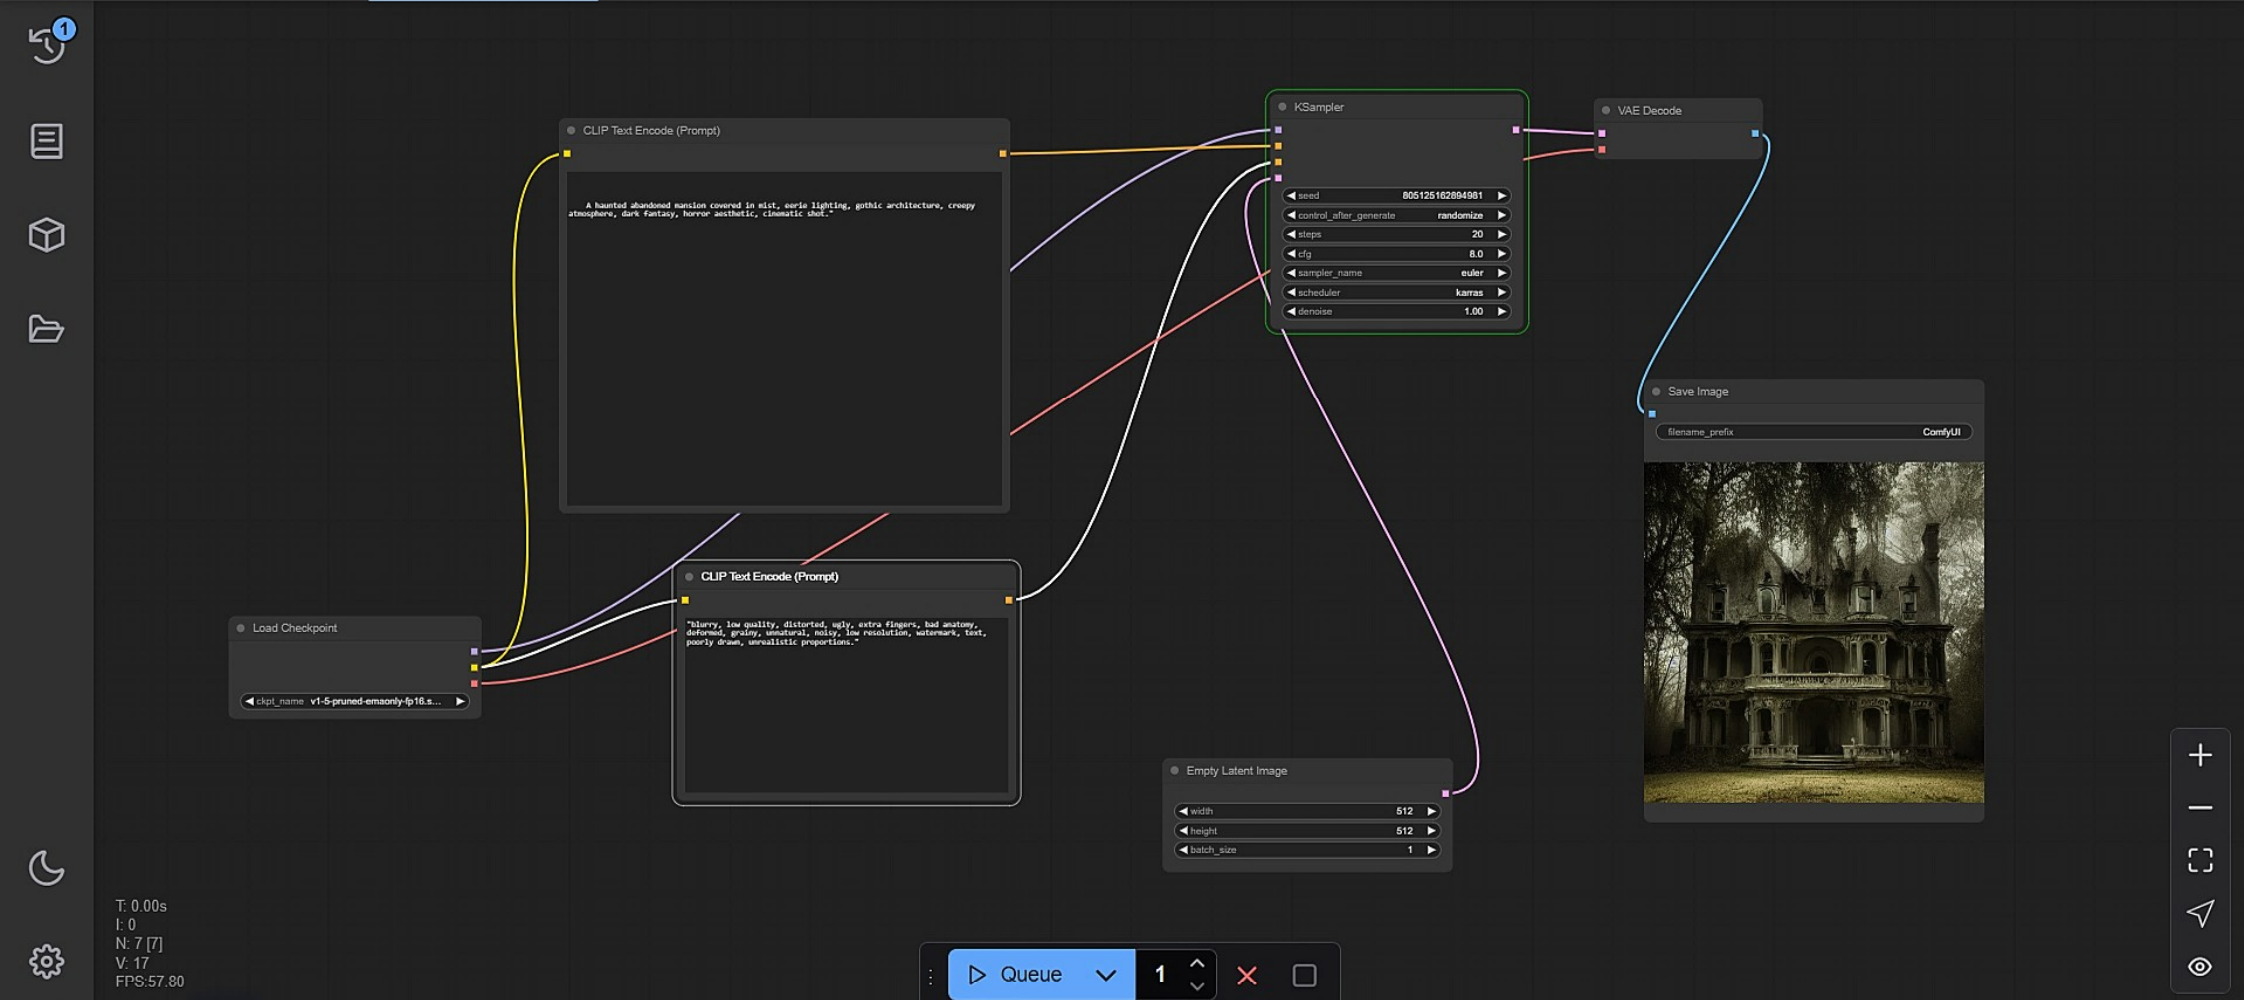 1
CLIP Text Encode (Prompt)
A haunted abandoned mansion covered in mist, eerie lighting, gothic architecture, creepy
atmosphere, dark fantasy, horror aesthetic, cinematic shot."
KSampler
seed 805125162894981
control_after_generate randomize
steps 20
cfg 8.0
sampler_name euler
scheduler karras
denoise 1.00
VAE Decode
Save Image
filename_prefix ComfyUI
CLIP Text Encode (Prompt)
"blurry, low quality, distorted, ugly, extra fingers, bad anatomy,
deformed, grainy, unnatural, noisy, low resolution, watermark, text,
poorly drawn, unrealistic proportions."
Load Checkpoint
ckpt_name v1-5-pruned-emaonly-fp16.s...
Empty Latent Image
width 512
height 512
batch_size 1
T: 0.00s
I: 0
N: 7 [7]
V: 17
FPS:57.80
Queue 1